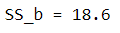 SS_b = 18.6